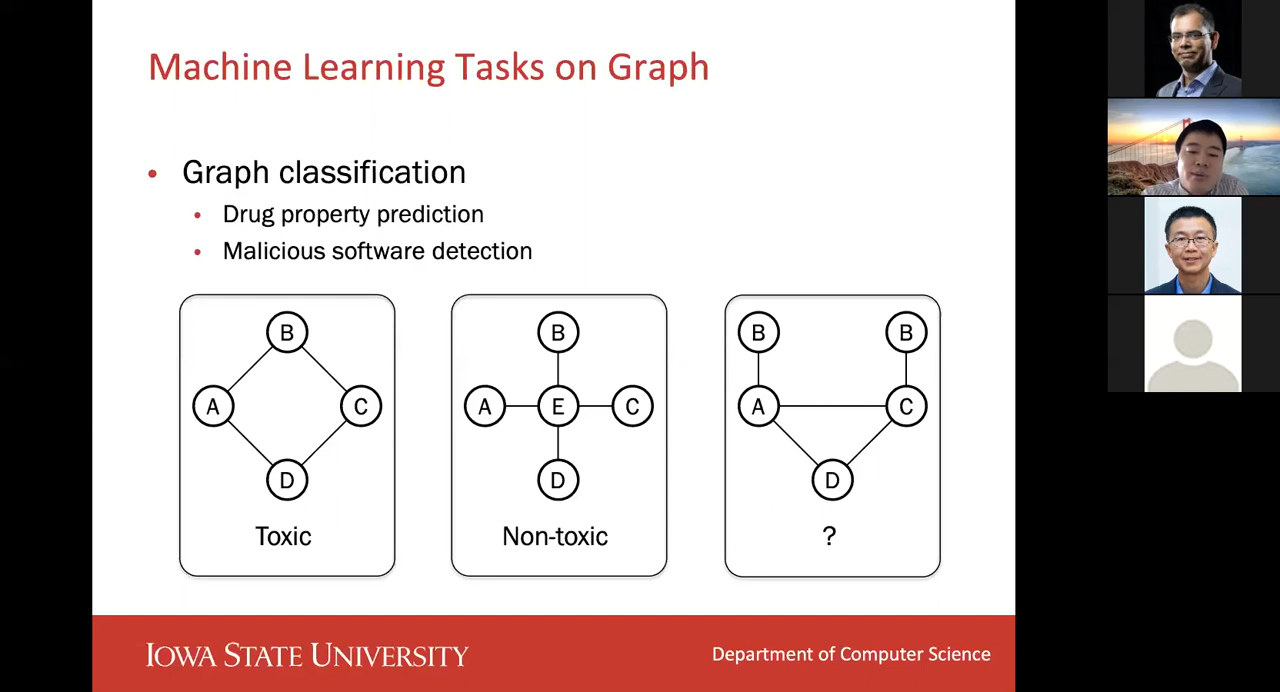 Machine Learning Tasks on Graph
• Graph classification
• Drug property prediction
• Malicious software detection
B
A C
D
Toxic
B
A E C
D
Non-toxic
B B
A C
D
?
IOWA STATE UNIVERSITY
Department of Computer Science